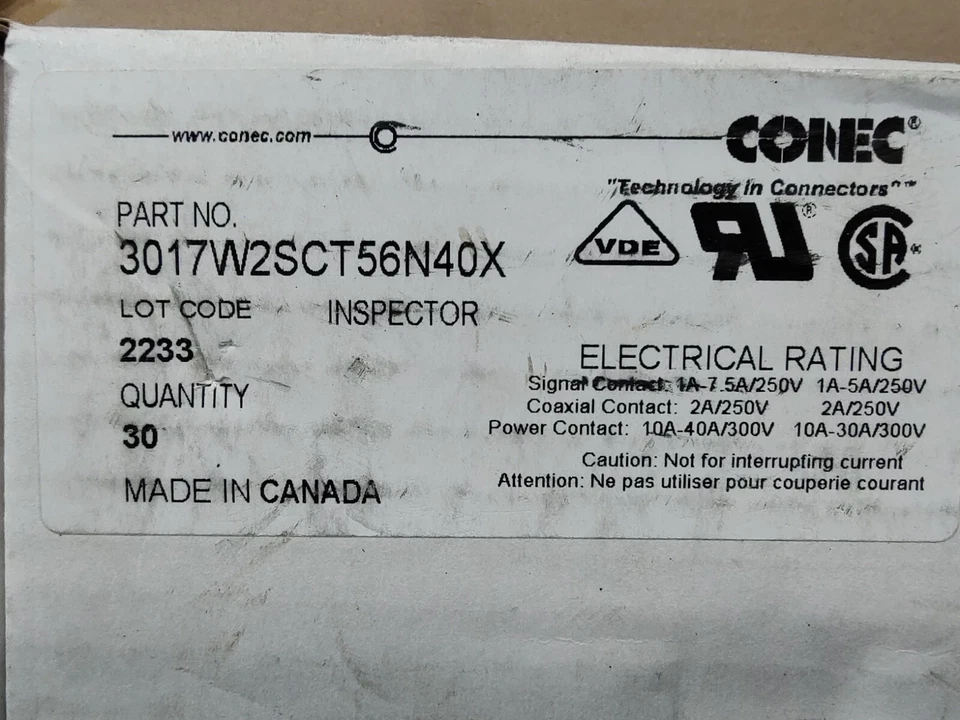 www.conec.com
CONEC®
"Technology in Connectors"™
PART NO.
3017W2SCT56N40X
VDE
RU®
SA
LOT CODE INSPECTOR
2233
QUANTITY
30
MADE IN CANADA
ELECTRICAL RATING
Signal Contact: 1A-7.5A/250V 1A-5A/250V
Coaxial Contact: 2A/250V 2A/250V
Power Contact: 10A-40A/300V 10A-30A/300V
Caution: Not for interrupting current
Attention: Ne pas utiliser pour couperie courant